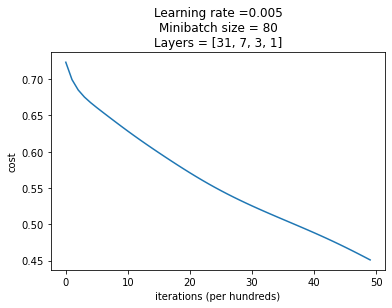 Learning rate =0.005
Minibatch size = 80
Layers = [31, 7, 3, 1]
0.70
0.65
0.60
0.55
0.50
0.45
cost
0
10
20
30
40
50
iterations (per hundreds)